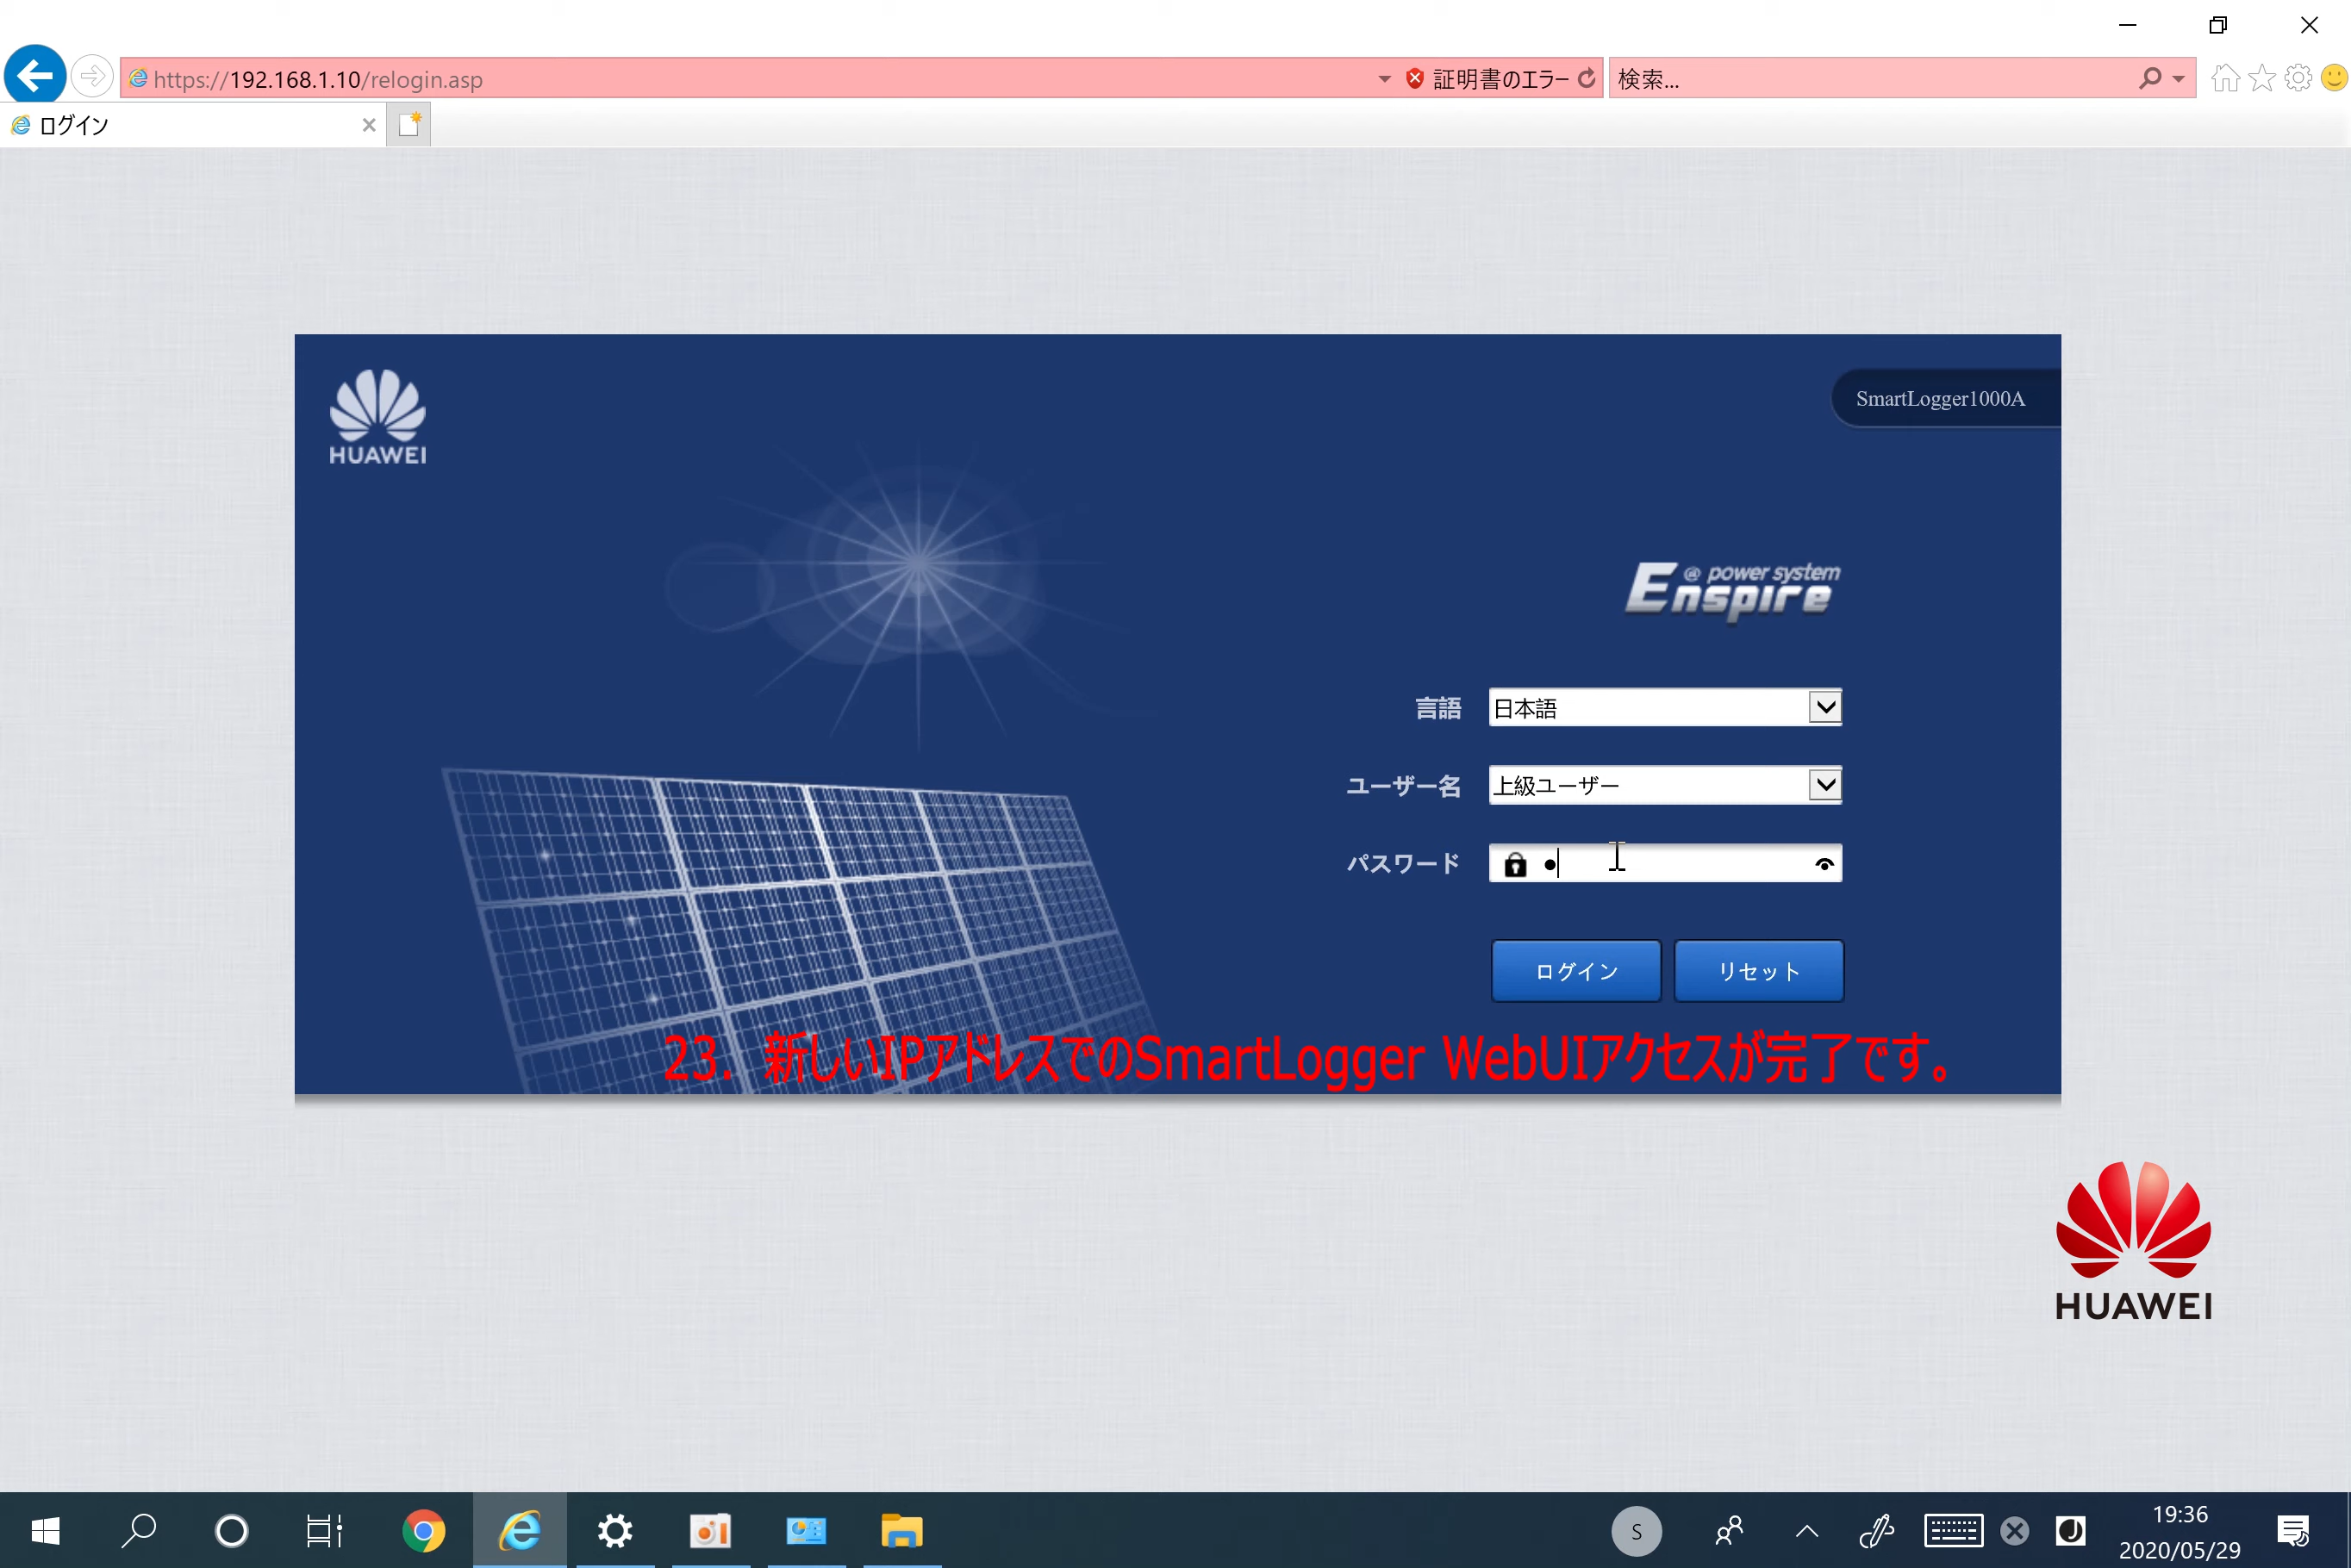 https://192.168.1.10/relogin.asp
証明書のエラー
検索...
ログイン
HUAWEI
SmartLogger1000A
@ power system
Enspire
言語
日本語
ユーザー名
上級ユーザー
パスワード
ログイン
リセット
23. 新しいIPアドレスでのSmartLogger WebUIアクセスが完了です。
HUAWEI
S
J
19:36
2020/05/29